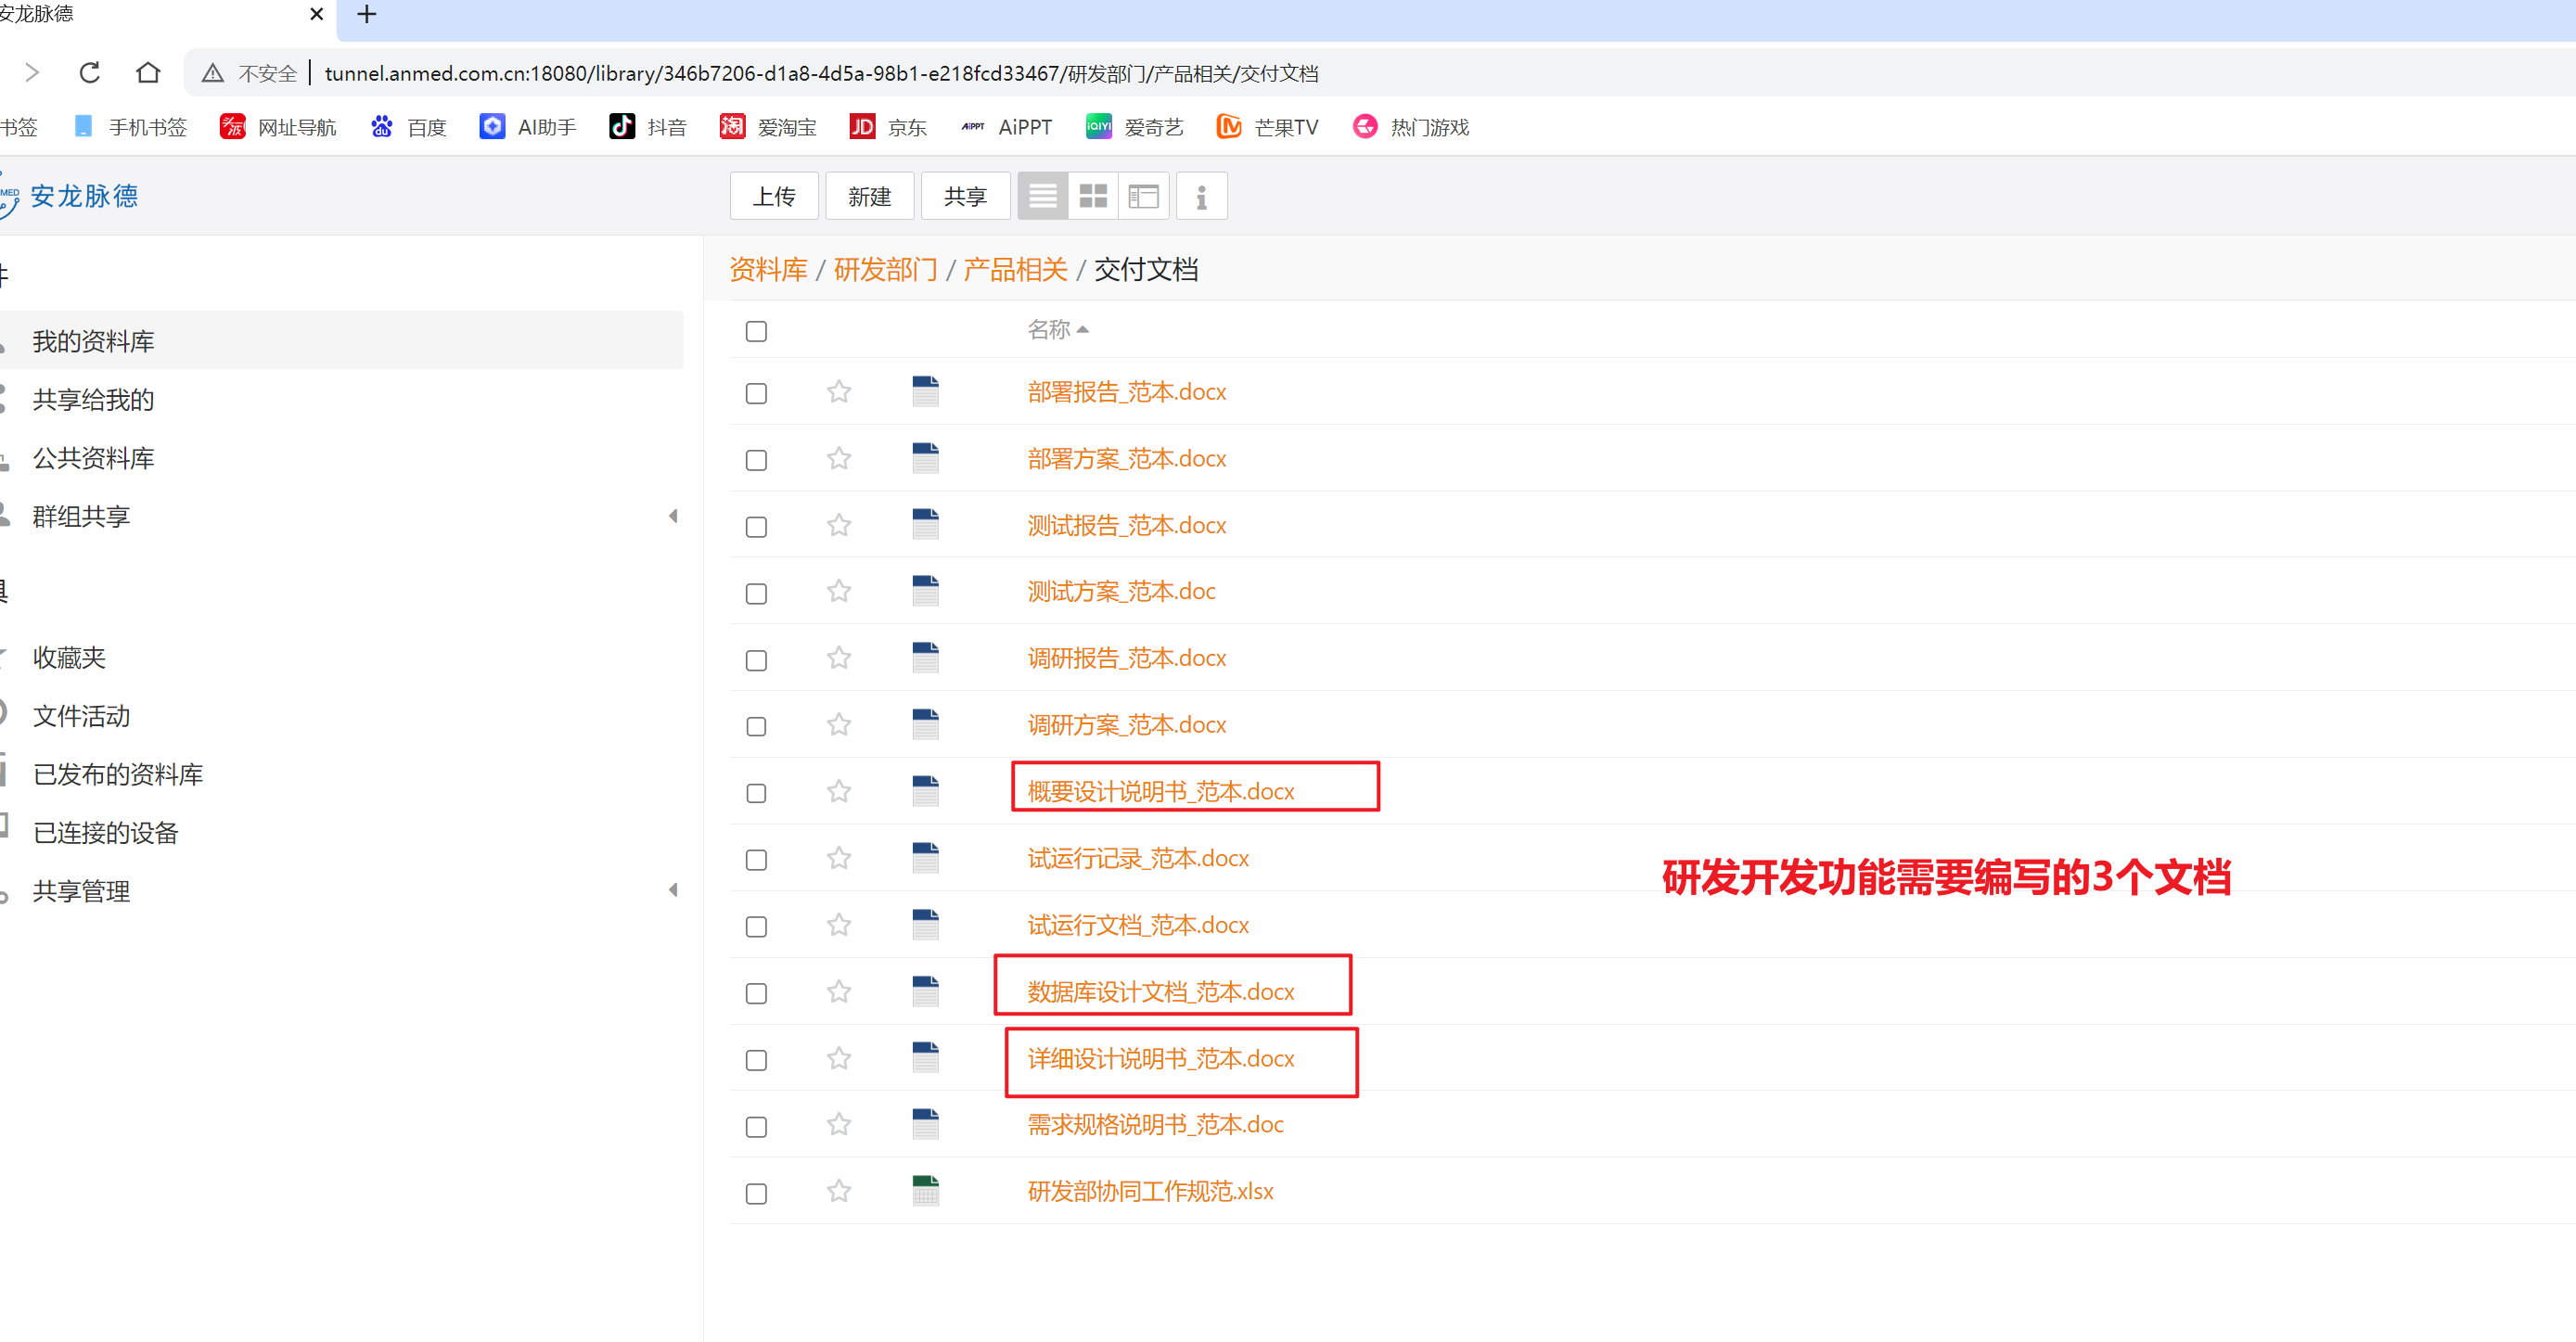 安龙脉德
不安全 tunnel.anmed.com.cn:18080/library/346b7206-d1a8-4d5a-98b1-e218fcd33467/研发部门/产品相关/交付文档
书签 手机书签 网址导航 百度 AI助手 抖音 爱淘宝 京东 AiPPT 爱奇艺 芒果TV 热门游戏
安龙脉德 上传 新建 共享
资料库 / 研发部门 / 产品相关 / 交付文档
件
我的资料库
共享给我的
公共资料库
群组共享
具
收藏夹
文件活动
已发布的资料库
已连接的设备
共享管理
名称
部署报告_范本.docx
部署方案_范本.docx
测试报告_范本.docx
测试方案_范本.doc
调研报告_范本.docx
调研方案_范本.docx
概要设计说明书_范本.docx
试运行记录_范本.docx
试运行文档_范本.docx
数据库设计文档_范本.docx
详细设计说明书_范本.docx
需求规格说明书_范本.doc
研发部协同工作规范.xlsx
研发开发功能需要编写的3个文档